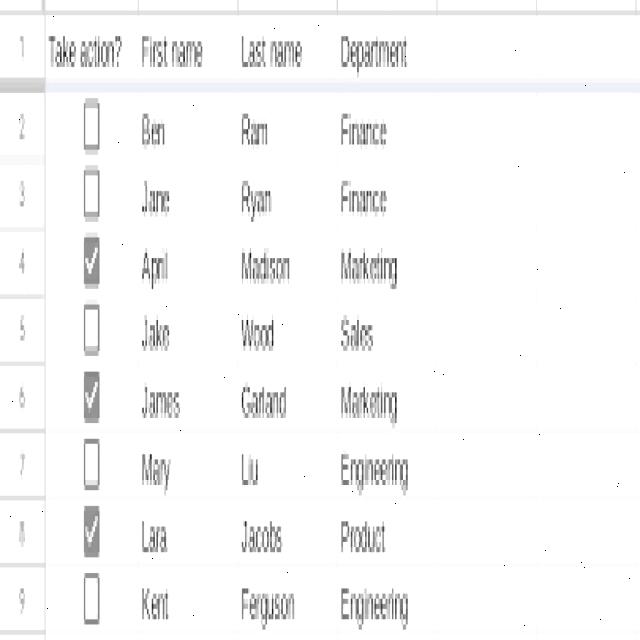 1 Take action? First name Last name Department
2 Ben Ram Finance
3 Jane Ryan Finance
4 April Madison Marketing
5 Jake Wood Sales
6 James Garland Marketing
7 Mary Liu Engineering
8 Lara Jacobs Product
9 Kent Ferguson Engineering